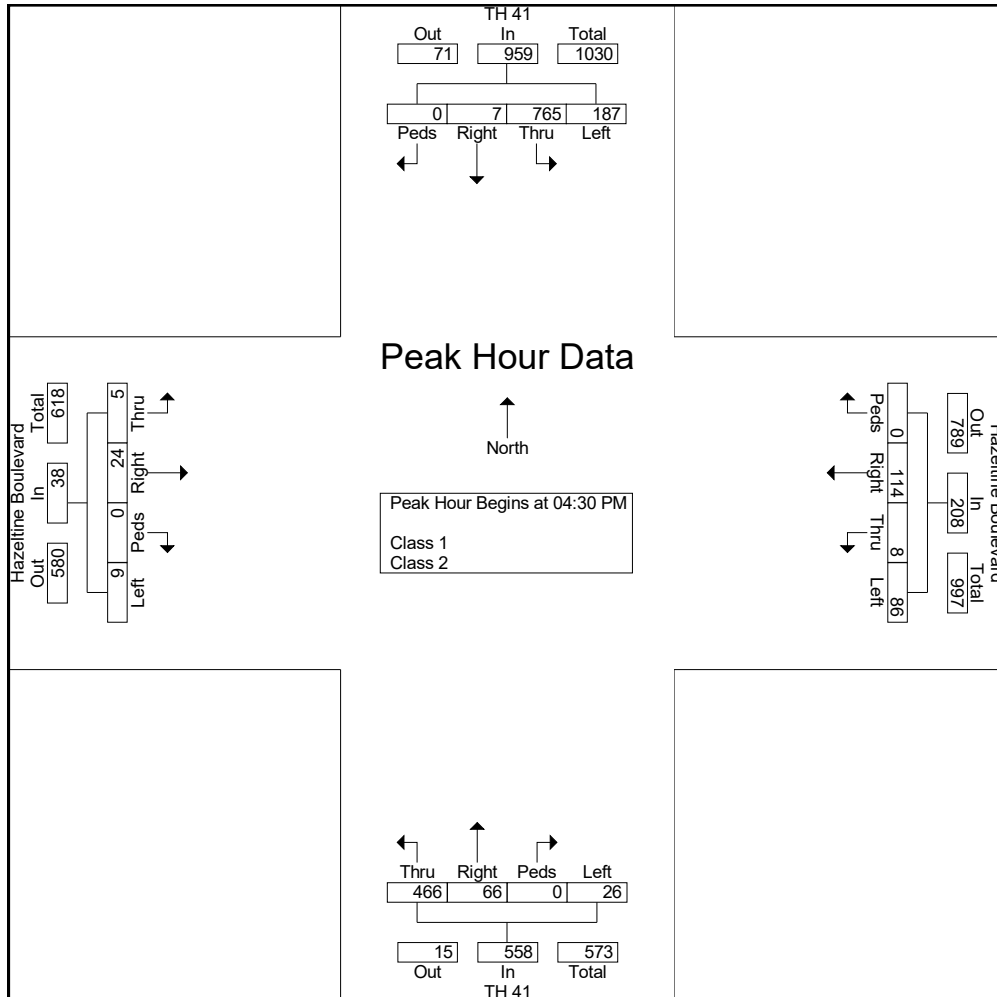 TH 41
Out In Total
71 959 1030
0 7 765 187
Peds Right Thru Left
Peak Hour Data
North
Peak Hour Begins at 04:30 PM
Class 1
Class 2
Hazeltine Boulevard
Total In Out
618 38 580
5 24 0 9
Thru Right Peds Left
Peds Right Thru Left
0 114 8 86
Out In Total
789 208 997
Hazeltine Boulevard
Thru Right Peds Left
466 66 0 26
15 558 573
Out In Total
TH 41